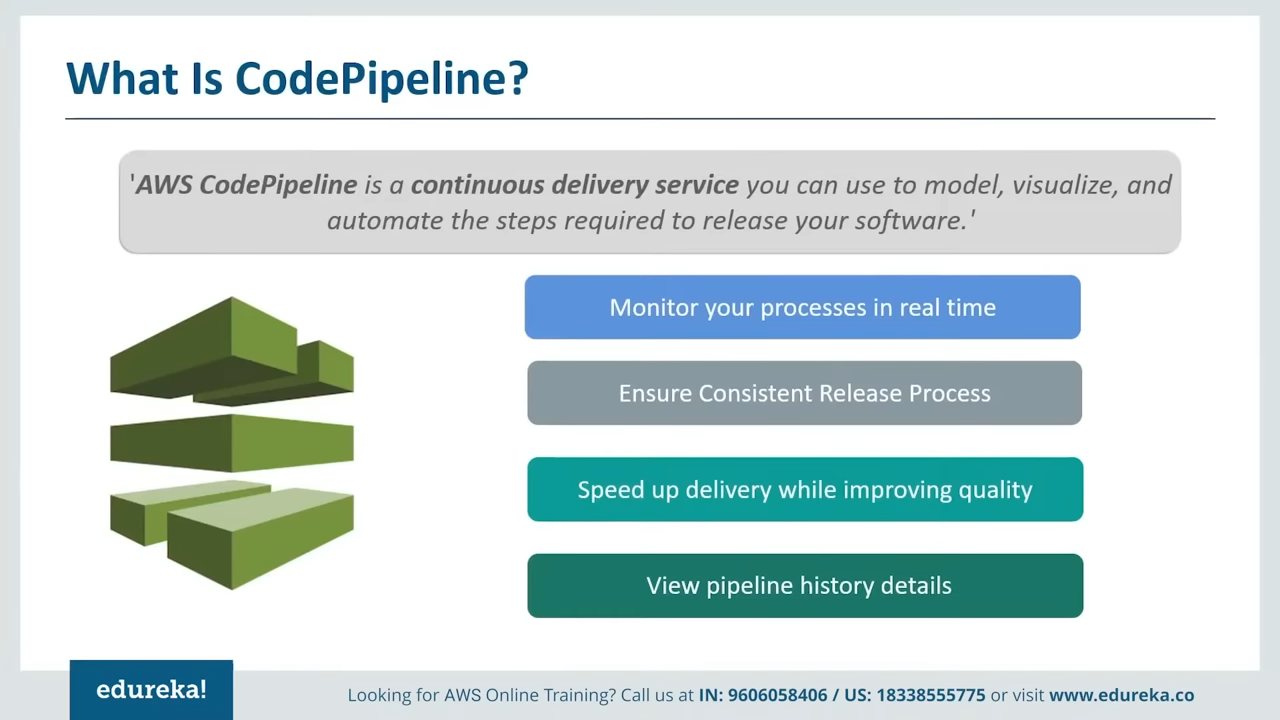 What Is CodePipeline?
'AWS CodePipeline is a continuous delivery service you can use to model, visualize, and
automate the steps required to release your software.'
Monitor your processes in real time
Ensure Consistent Release Process
Speed up delivery while improving quality
View pipeline history details
edureka!
Looking for AWS Online Training? Call us at IN: 9606058406 / US: 18338555775 or visit www.edureka.co